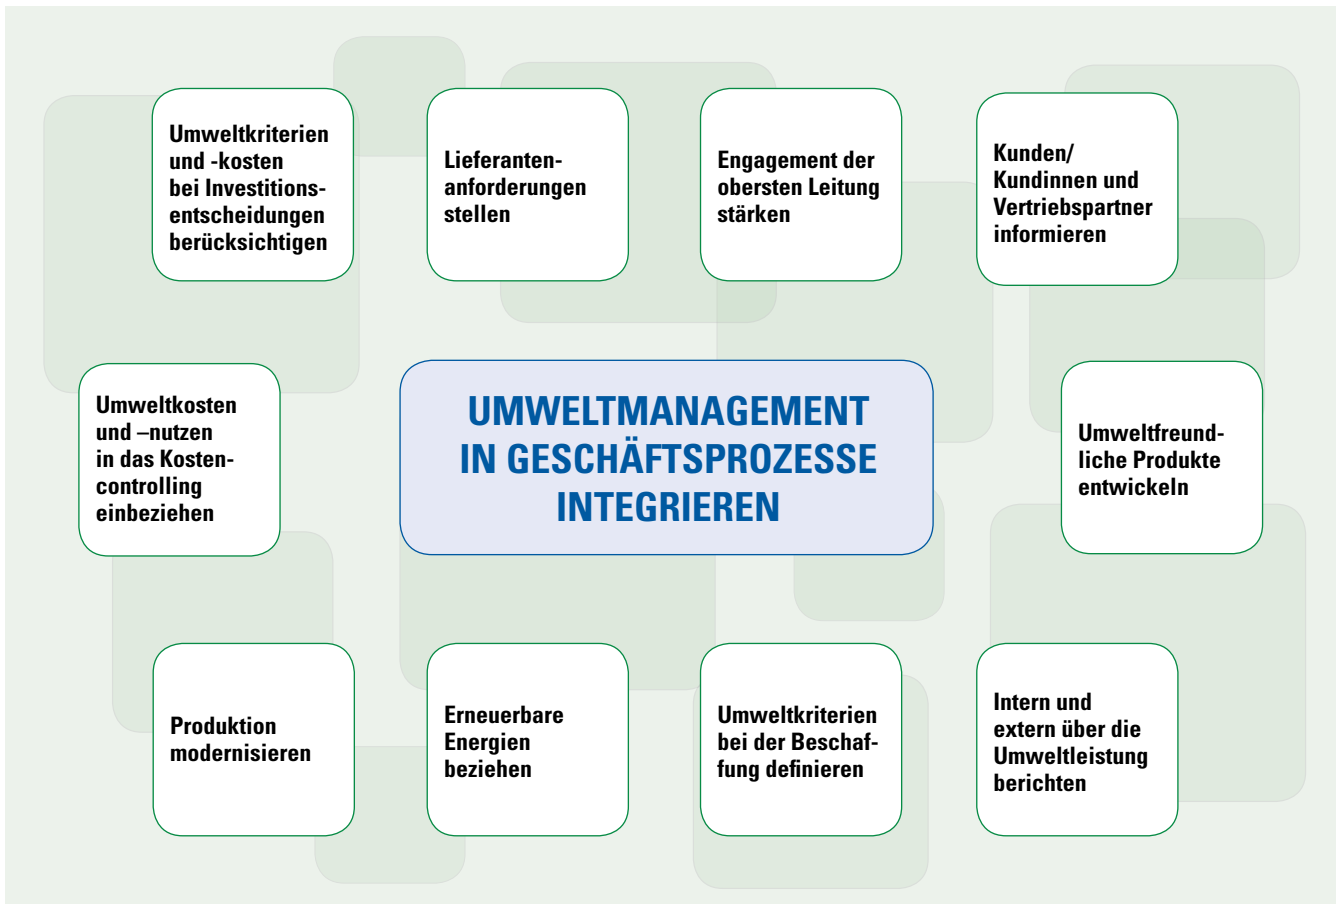 Umweltkriterien
und -kosten
bei Investitions-
entscheidungen
berücksichtigen
Lieferanten-
anforderungen
stellen
Engagement der
obersten Leitung
stärken
Kunden/
Kundinnen und
Vertriebspartner
informieren
Umweltkosten
und –nutzen
in das Kosten-
controlling
einbeziehen
UMWELTMANAGEMENT
IN GESCHÄFTSPROZESSE
INTEGRIEREN
Umweltfreund-
liche Produkte
entwickeln
Produktion
modernisieren
Erneuerbare
Energien
beziehen
Umweltkriterien
bei der Beschaf-
fung definieren
Intern und
extern über die
Umweltleistung
berichten